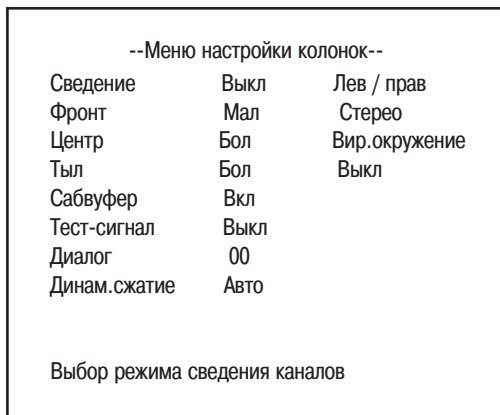 --Меню настройки колонок--
Сведение Выкл Лев / прав
Фронт Мал Стерео
Центр Бол Вир.окружение
Тыл Бол Выкл
Сабвуфер Вкл
Тест-сигнал Выкл
Диалог 00
Динам.сжатие Авто
Выбор режима сведения каналов